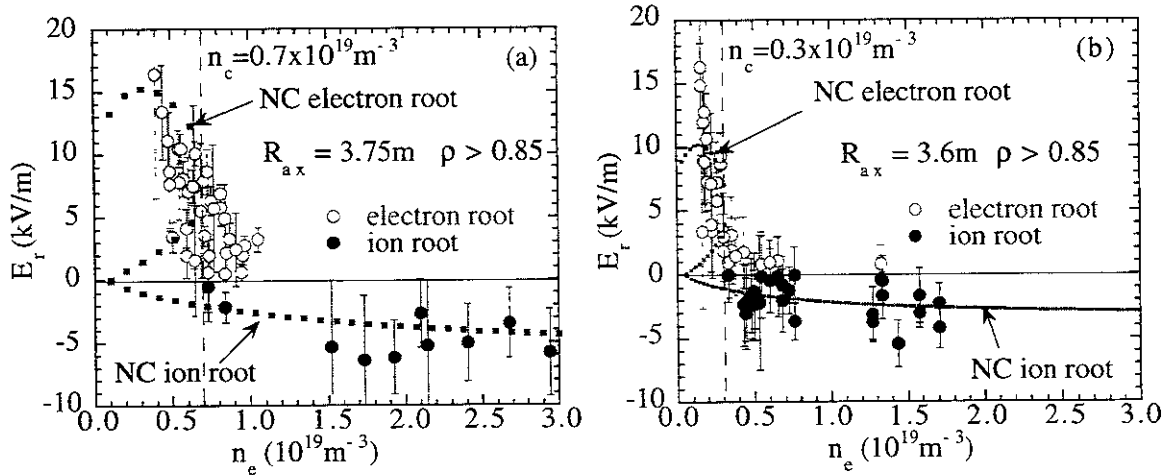 20
15
10
5
0
-5
-10
E_r (kV/m)
n_c=0.7x10^19 m^-3
(a)
NC electron root
R_ax = 3.75m ρ > 0.85
electron root
ion root
NC ion root
0.0 0.5 1.0 1.5 2.0 2.5 3.0
n_e (10^19 m^-3)
20
15
10
5
0
-5
-10
E_r (kV/m)
n_c=0.3x10^19 m^-3
(b)
NC electron root
R_ax = 3.6m ρ > 0.85
electron root
ion root
NC ion root
0.0 0.5 1.0 1.5 2.0 2.5 3.0
n_e (10^19 m^-3)